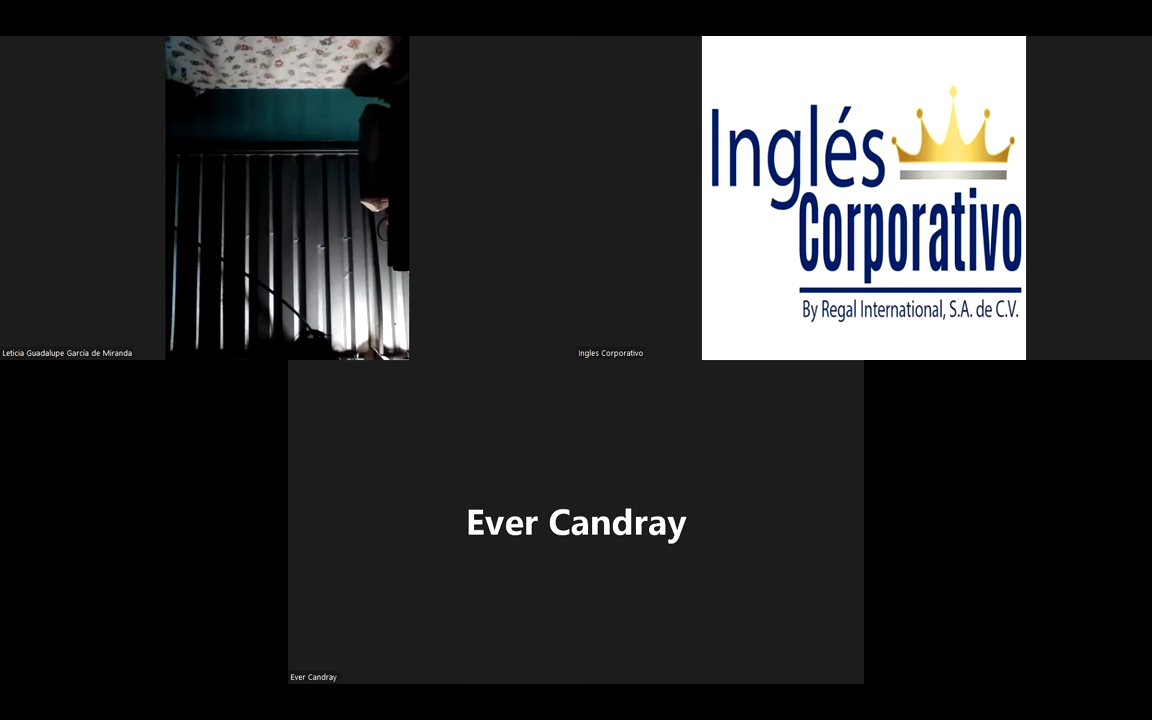 Inglés
Corporativo
By Regal International, S.A. de C.V.
Leticia Guadalupe García de Miranda
Ingles Corporativo
Ever Candray
Ever Candray